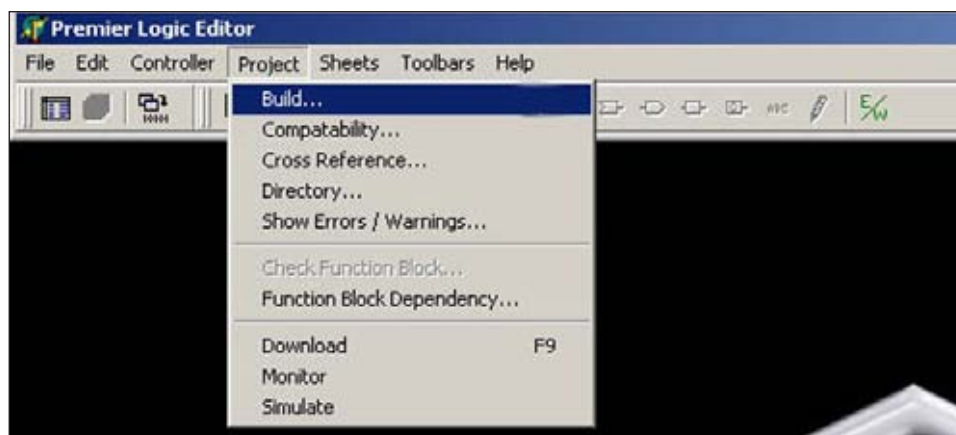 Premier Logic Editor
File Edit Controller Project Sheets Toolbars Help
E/W
Build...
Compatability...
Cross Reference...
Directory...
Show Errors / Warnings...
Check Function Block...
Function Block Dependency...
Download F9
Monitor
Simulate